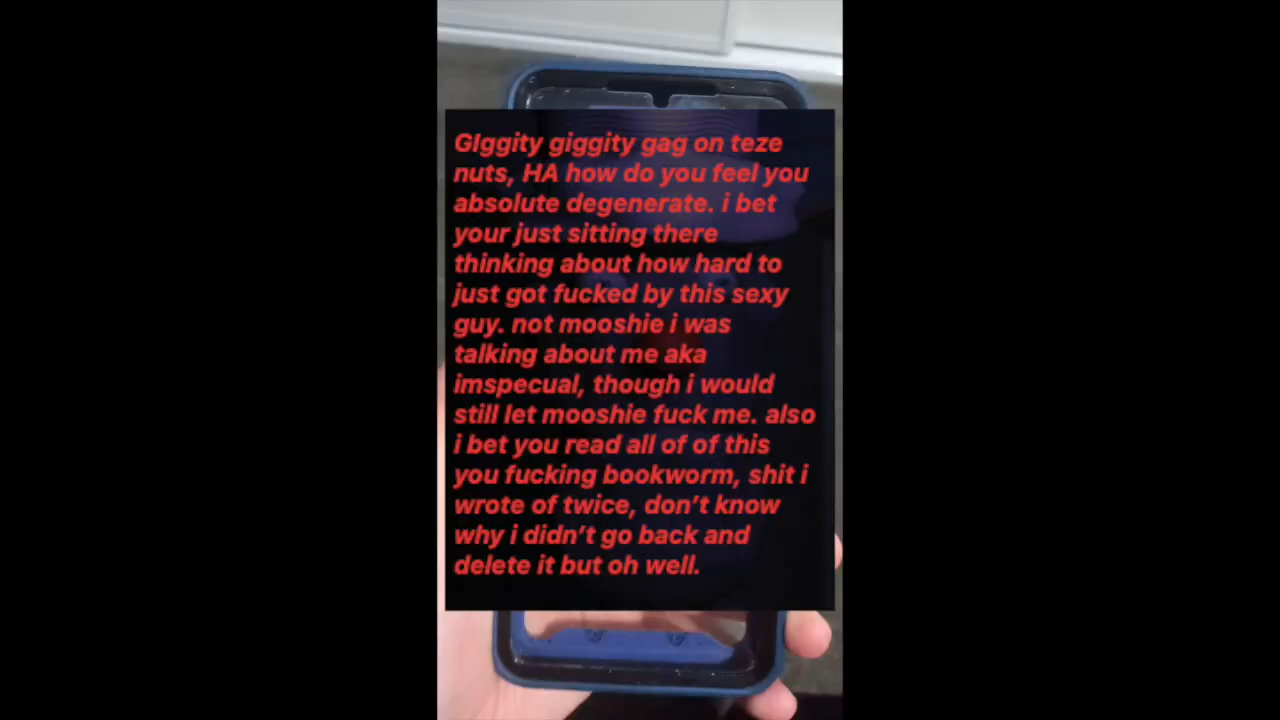 GIggity giggity gag on teze
nuts, HA how do you feel you
absolute degenerate. i bet
your just sitting there
thinking about how hard to
just got fucked by this sexy
guy. not mooshie i was
talking about me aka
imspecual, though i would
still let mooshie fuck me. also
i bet you read all of of this
you fucking bookworm, shit i
wrote of twice, don’t know
why i didn’t go back and
delete it but oh well.